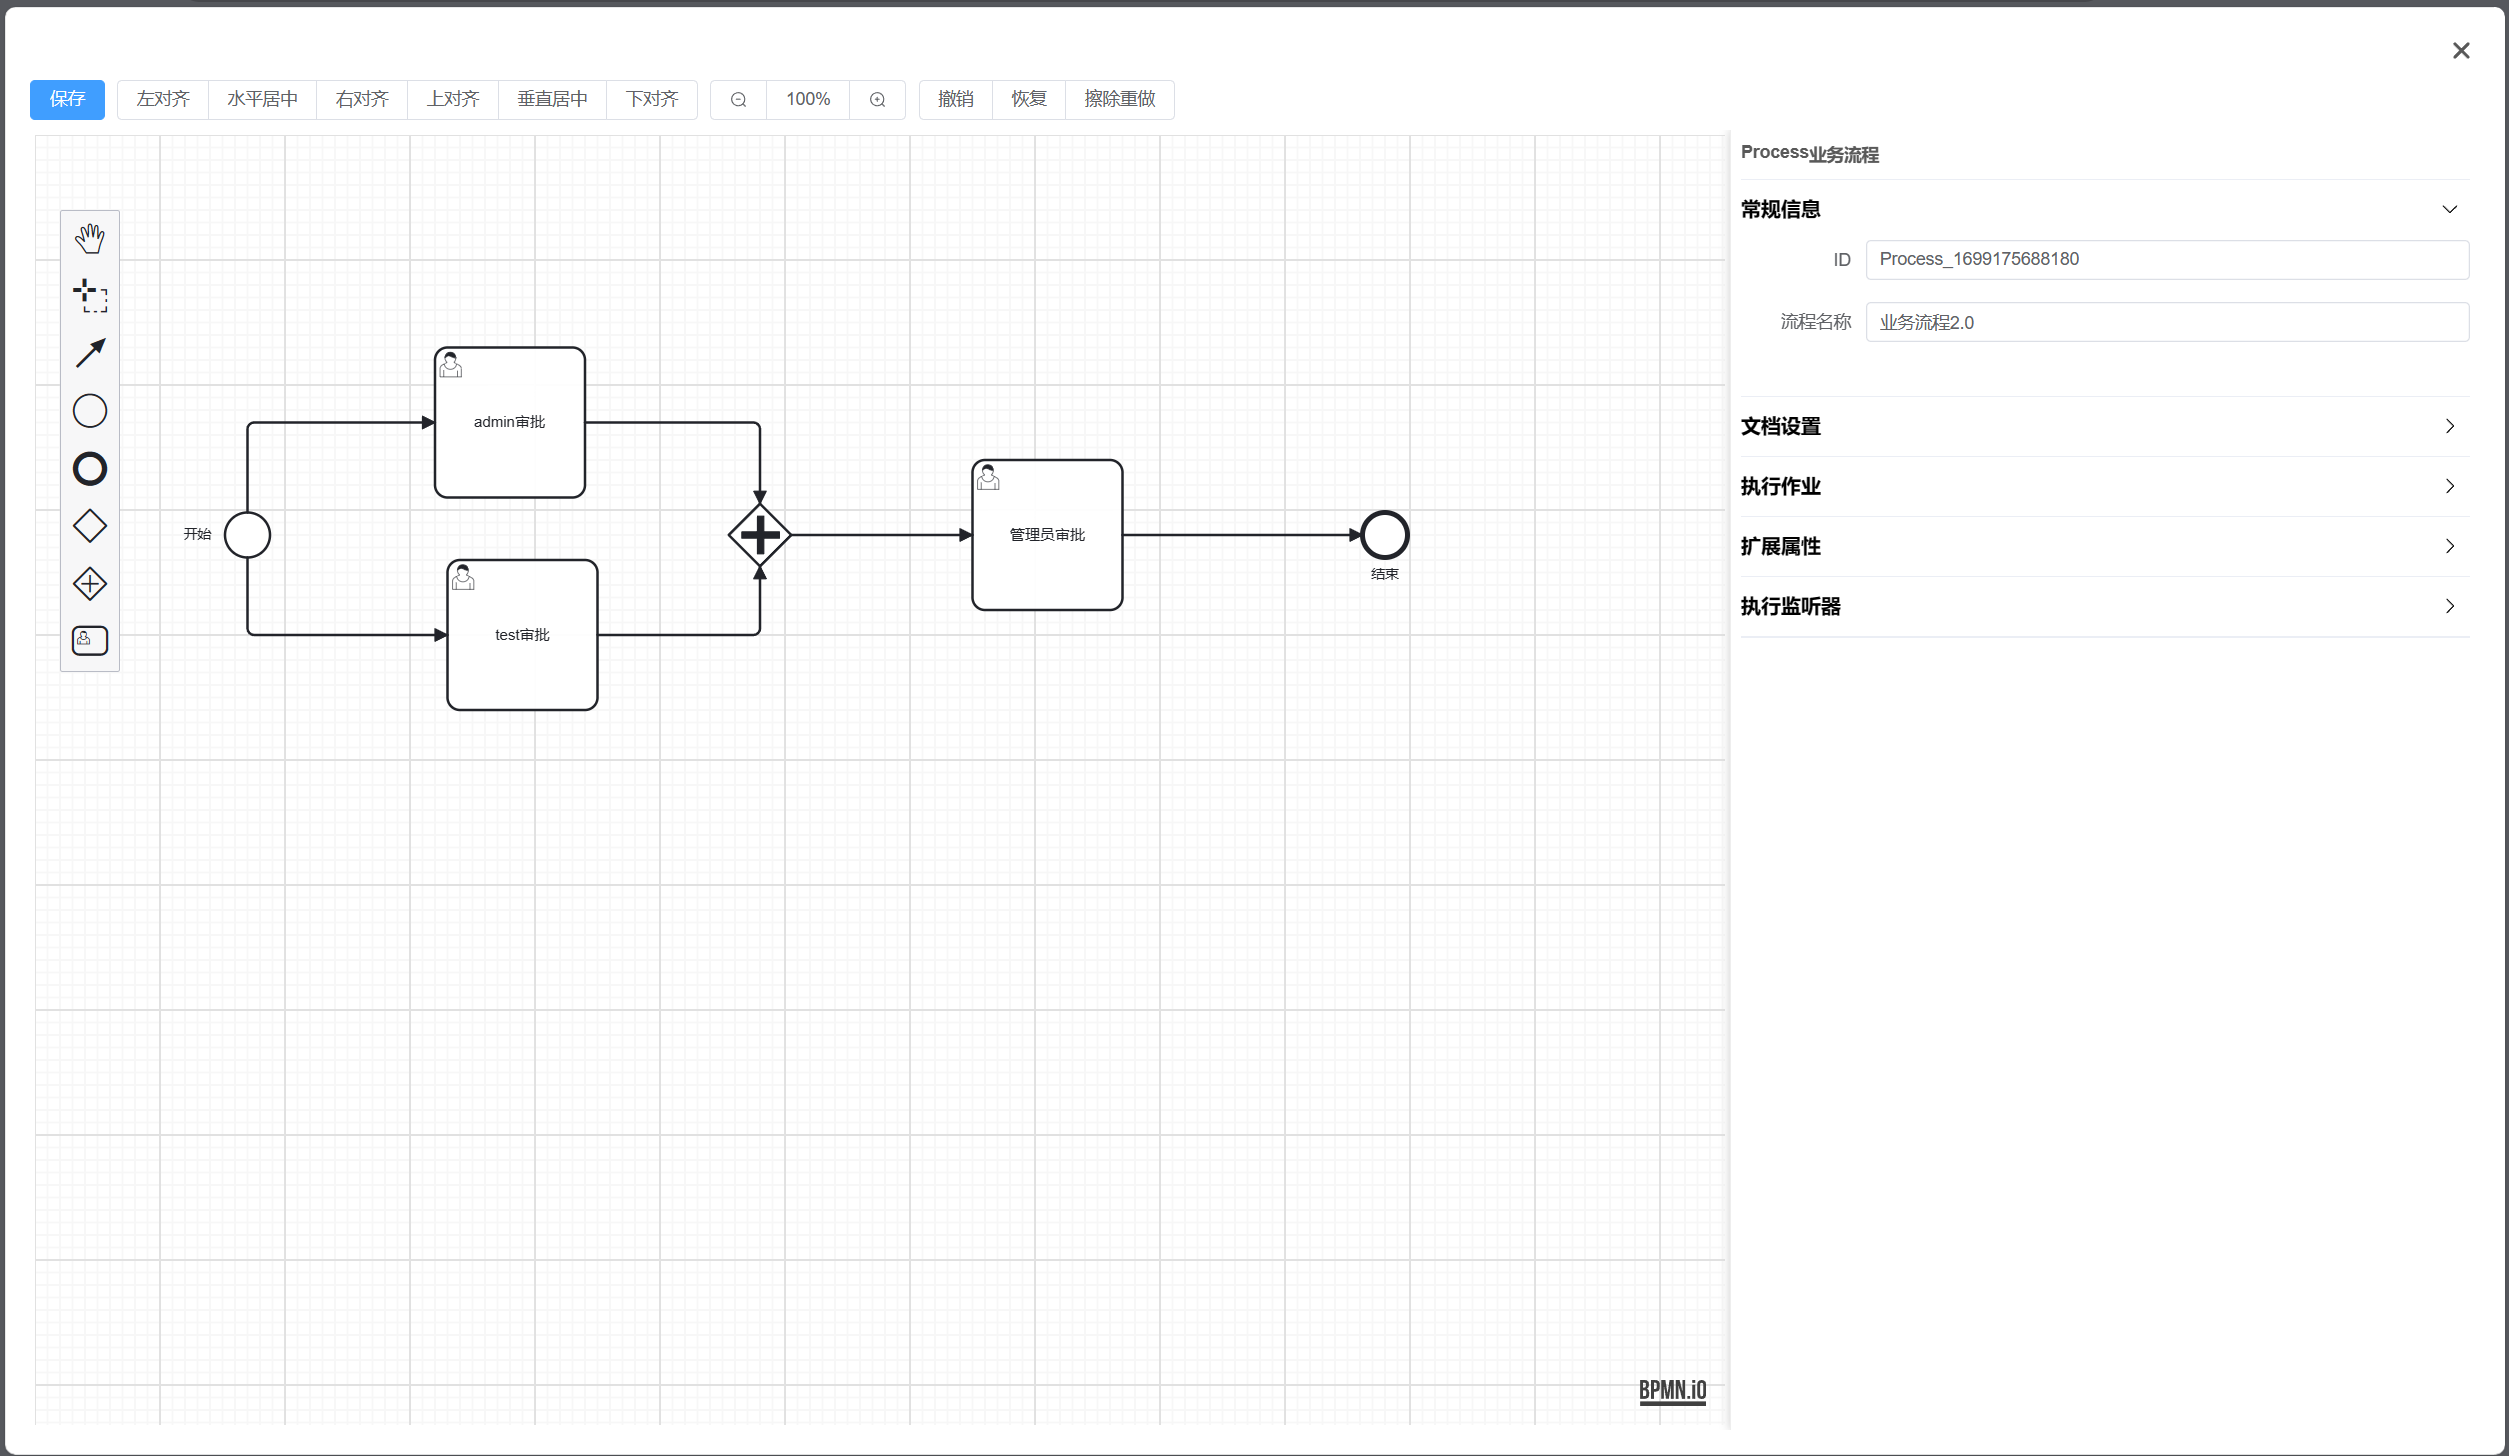 保存
左对齐
水平居中
右对齐
上对齐
垂直居中
下对齐
100%
撤销
恢复
擦除重做
开始
admin审批
test审批
管理员审批
结束
BPMN.iO
Process业务流程
常规信息
ID
Process_1699175688180
流程名称
业务流程2.0
文档设置
执行作业
扩展属性
执行监听器